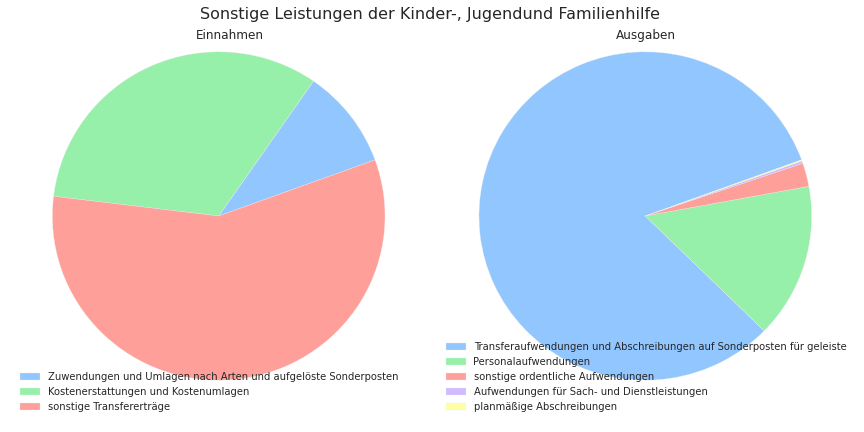 Sonstige Leistungen der Kinder-, Jugendund Familienhilfe
Einnahmen
Zuwendungen und Umlagen nach Arten und aufgelöste Sonderposten
Kostenerstattungen und Kostenumlagen
sonstige Transfererträge
Ausgaben
Transferaufwendungen und Abschreibungen auf Sonderposten für geleiste
Personalaufwendungen
sonstige ordentliche Aufwendungen
Aufwendungen für Sach- und Dienstleistungen
planmäßige Abschreibungen